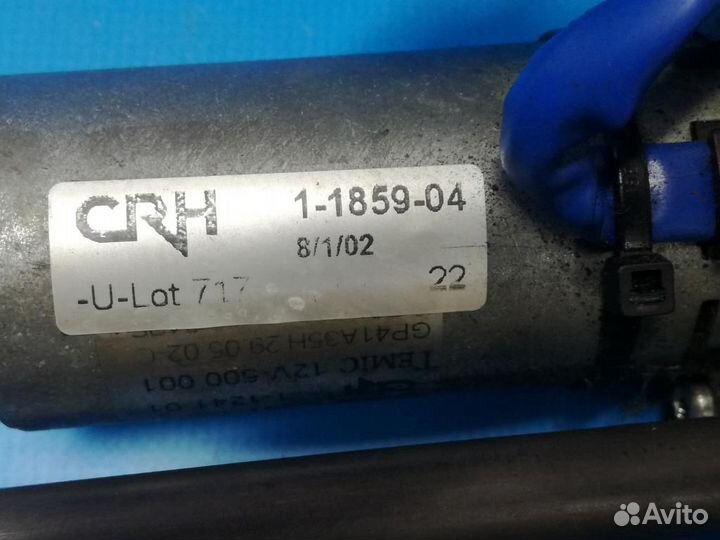 CRH 1-1859-04
8/1/02
-U-Lot 717 22
GP41A35H 29.05.02
TEMIC 12V-500 001
Avito